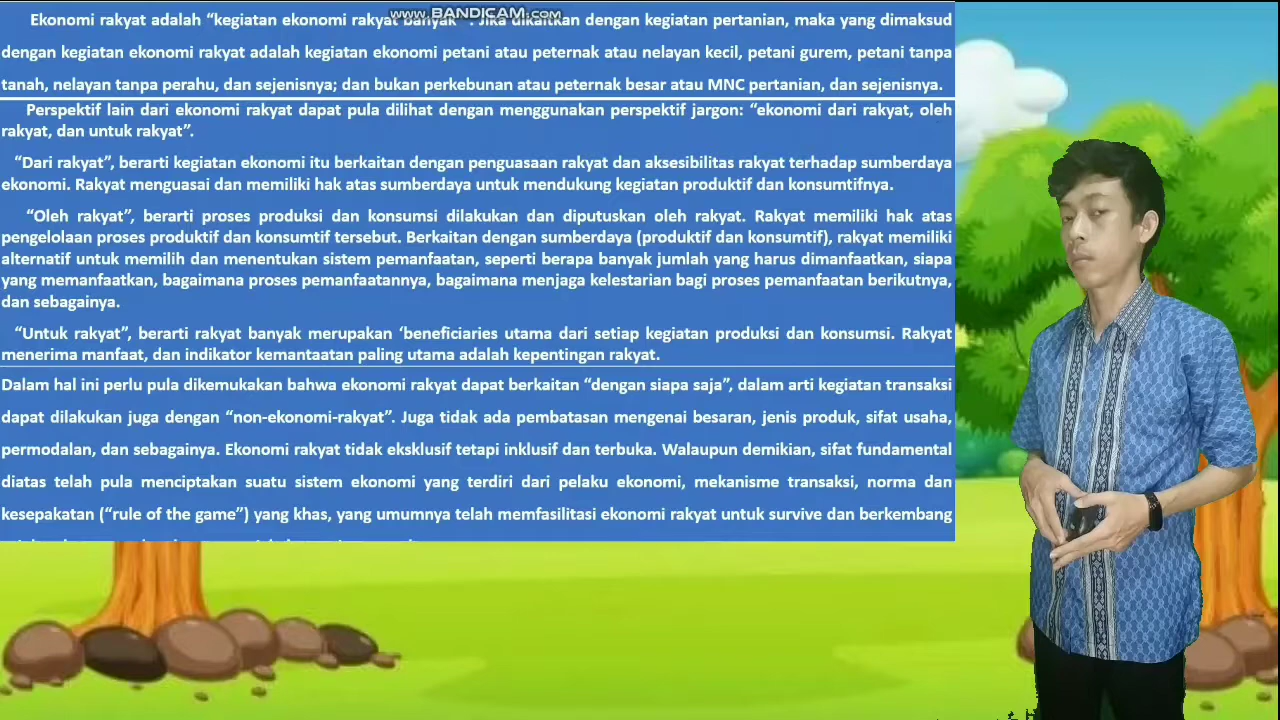 www.BANDICAM.com
Ekonomi rakyat adalah “kegiatan ekonomi rakyat banyak” . Jika dikaitkan dengan kegiatan pertanian, maka yang dimaksud
dengan kegiatan ekonomi rakyat adalah kegiatan ekonomi petani atau peternak atau nelayan kecil, petani gurem, petani tanpa
tanah, nelayan tanpa perahu, dan sejenisnya; dan bukan perkebunan atau peternak besar atau MNC pertanian, dan sejenisnya.
Perspektif lain dari ekonomi rakyat dapat pula dilihat dengan menggunakan perspektif jargon: “ekonomi dari rakyat, oleh
rakyat, dan untuk rakyat”.
“Dari rakyat”, berarti kegiatan ekonomi itu berkaitan dengan penguasaan rakyat dan aksesibilitas rakyat terhadap sumberdaya
ekonomi. Rakyat menguasai dan memiliki hak atas sumberdaya untuk mendukung kegiatan produktif dan konsumtifnya.
“Oleh rakyat”, berarti proses produksi dan konsumsi dilakukan dan diputuskan oleh rakyat. Rakyat memiliki hak atas
pengelolaan proses produktif dan konsumtif tersebut. Berkaitan dengan sumberdaya (produktif dan konsumtif), rakyat memiliki
alternatif untuk memilih dan menentukan sistem pemanfaatan, seperti berapa banyak jumlah yang harus dimanfaatkan, siapa
yang memanfaatkan, bagaimana proses pemanfaatannya, bagaimana menjaga kelestarian bagi proses pemanfaatan berikutnya,
dan sebagainya.
“Untuk rakyat”, berarti rakyat banyak merupakan ‘beneficiaries utama dari setiap kegiatan produksi dan konsumsi. Rakyat
menerima manfaat, dan indikator kemantaatan paling utama adalah kepentingan rakyat.
Dalam hal ini perlu pula dikemukakan bahwa ekonomi rakyat dapat berkaitan “dengan siapa saja”, dalam arti kegiatan transaksi
dapat dilakukan juga dengan “non-ekonomi-rakyat”. Juga tidak ada pembatasan mengenai besaran, jenis produk, sifat usaha,
permodalan, dan sebagainya. Ekonomi rakyat tidak eksklusif tetapi inklusif dan terbuka. Walaupun demikian, sifat fundamental
diatas telah pula menciptakan suatu sistem ekonomi yang terdiri dari pelaku ekonomi, mekanisme transaksi, norma dan
kesepakatan (“rule of the game”) yang khas, yang umumnya telah memfasilitasi ekonomi rakyat untuk survive dan berkembang